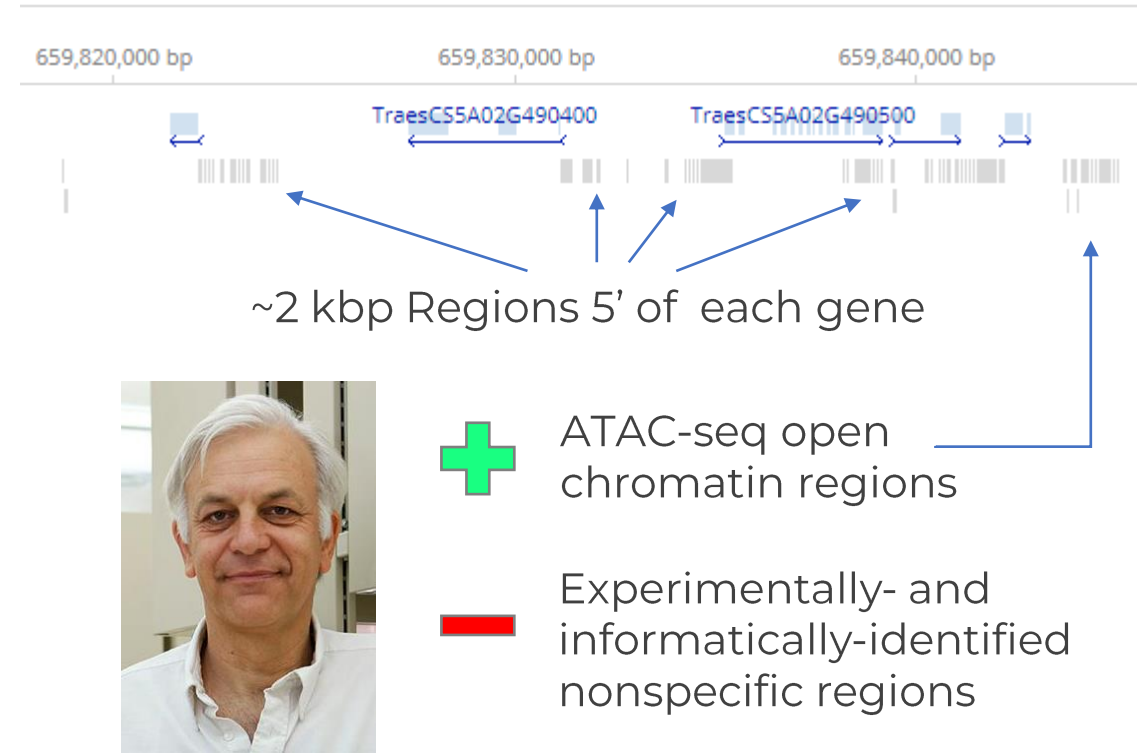 659,820,000 bp 659,830,000 bp 659,840,000 bp
TraesCS5A02G490400 TraesCS5A02G490500
~2 kbp Regions 5’ of each gene
ATAC-seq open
chromatin regions
Experimentally- and
informatically-identified
nonspecific regions